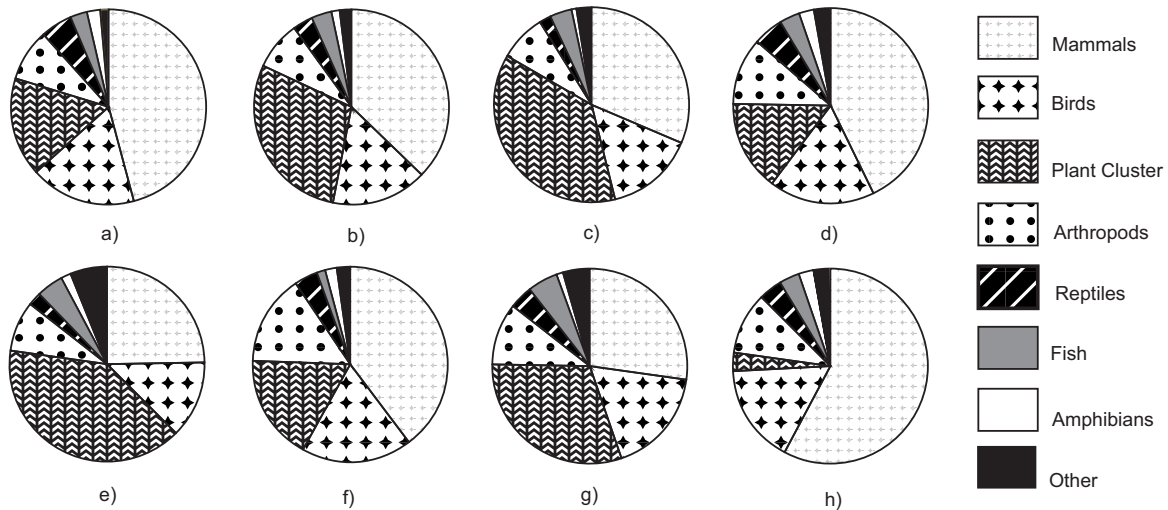 a)
b)
c)
d)
e)
f)
g)
h)
Mammals
Birds
Plant Cluster
Arthropods
Reptiles
Fish
Amphibians
Other